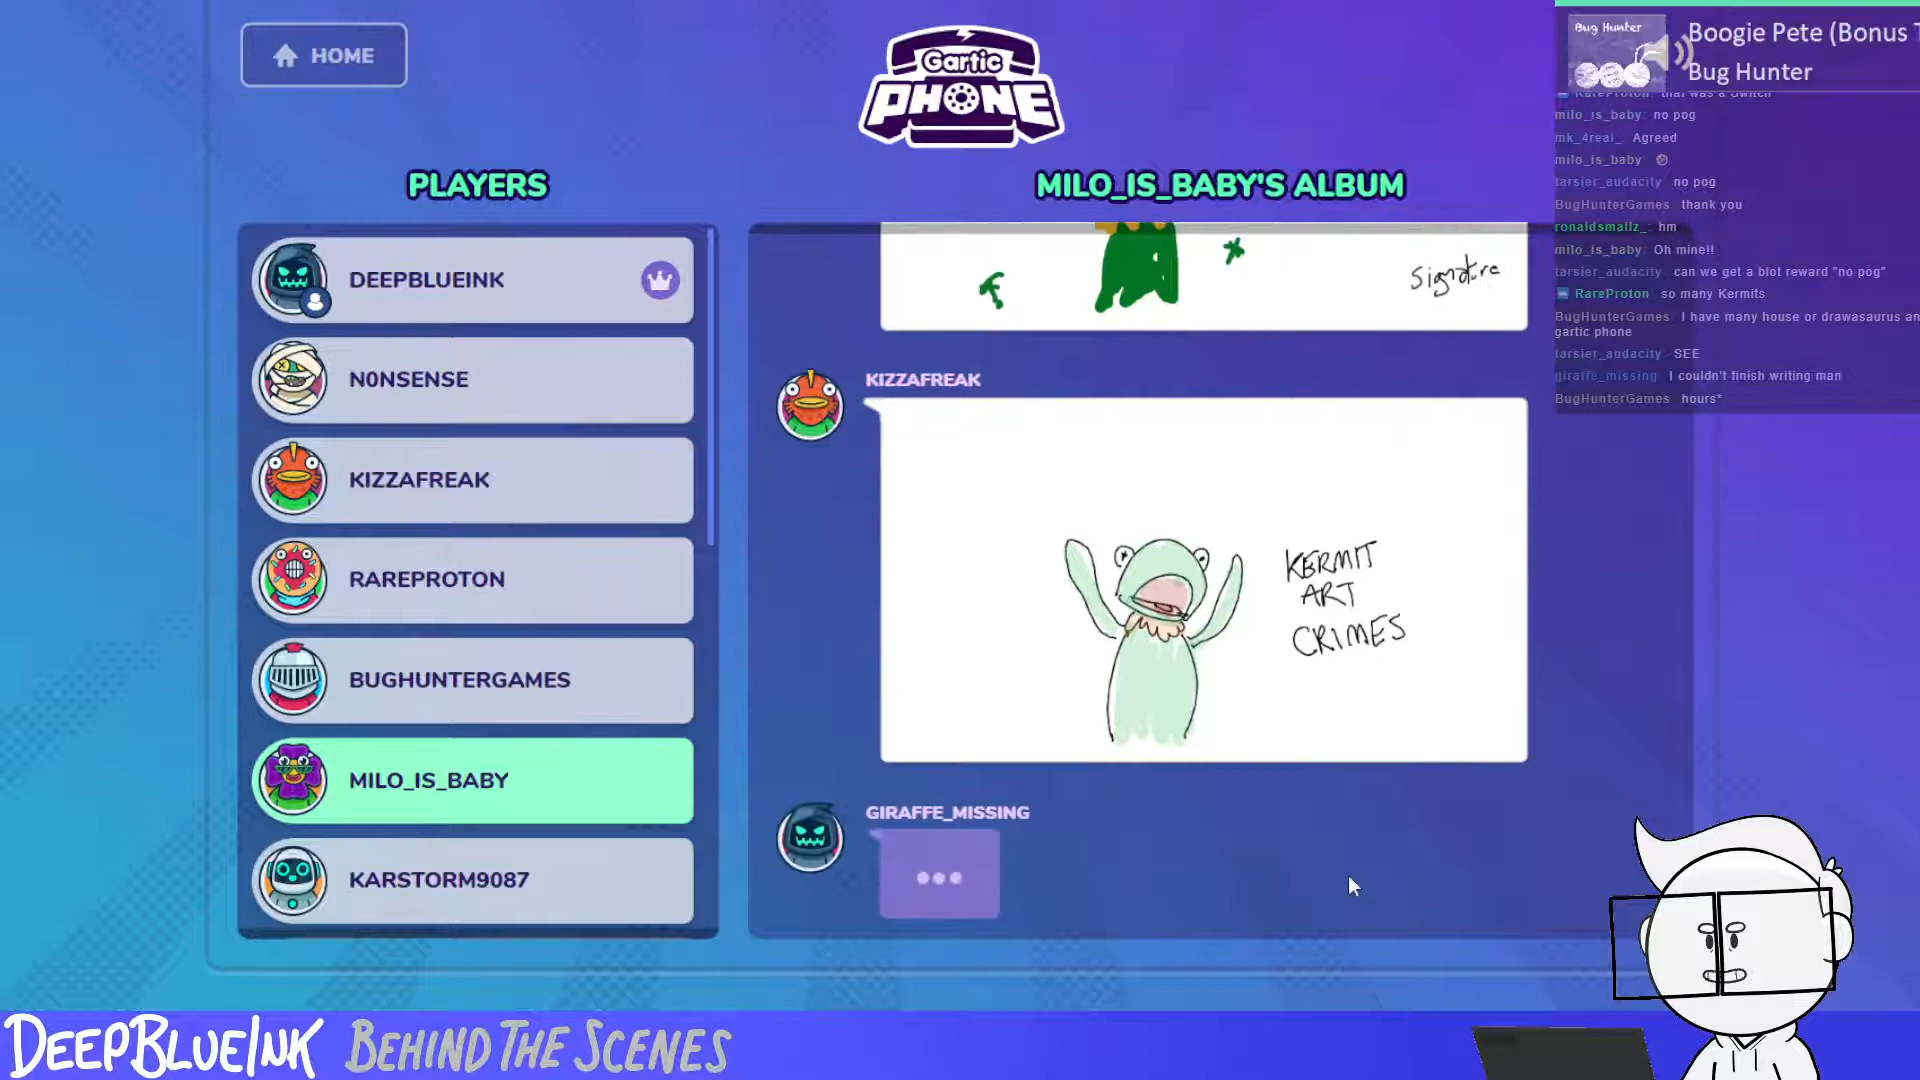 HOME
Gartic
PHONE
PLAYERS
DEEPBLUEINK
N0NSENSE
KIZZAFREAK
RAREPROTON
BUGHUNTERGAMES
MILO_IS_BABY
KARSTORM9087
MILO_IS_BABY'S ALBUM
Signature
KIZZAFREAK
KERMIT
ART
CRIMES
GIRAFFE_MISSING
Bug Hunter
Boogie Pete (Bonus T
Bug Hunter
RareProton that was a Switch
milo_is_baby: no pog
mk_4real_ Agreed
milo_is_baby
tarsier_audacity no pog
BugHunterGames thank you
ronaldsmallz_: hm
milo_is_baby: Oh mine!!
tarsier_audacity can we get a blot reward "no pog"
RareProton so many Kermits
BugHunterGames I have many house or drawasaurus an
gartic phone
tarsier_audacity SEE
giraffe_missing I couldn't finish writing man
BugHunterGames hours*
DEEPBLUEINK BEHIND THE SCENES